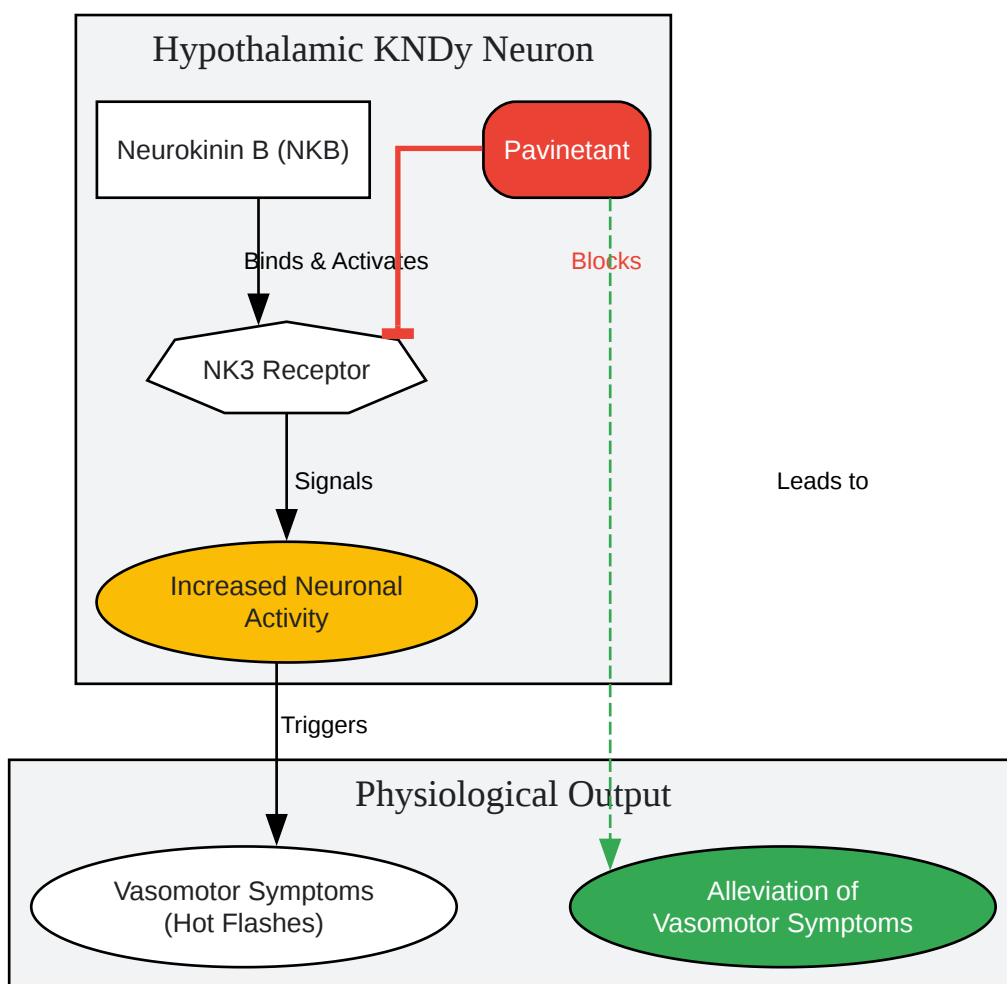 Hypothalamic KNDy Neuron
Neurokinin B (NKB)
Pavinetant
Binds & Activates
Blocks
NK3 Receptor
Signals
Leads to
Increased Neuronal
Activity
Triggers
Physiological Output
Vasomotor Symptoms
(Hot Flashes)
Alleviation of
Vasomotor Symptoms